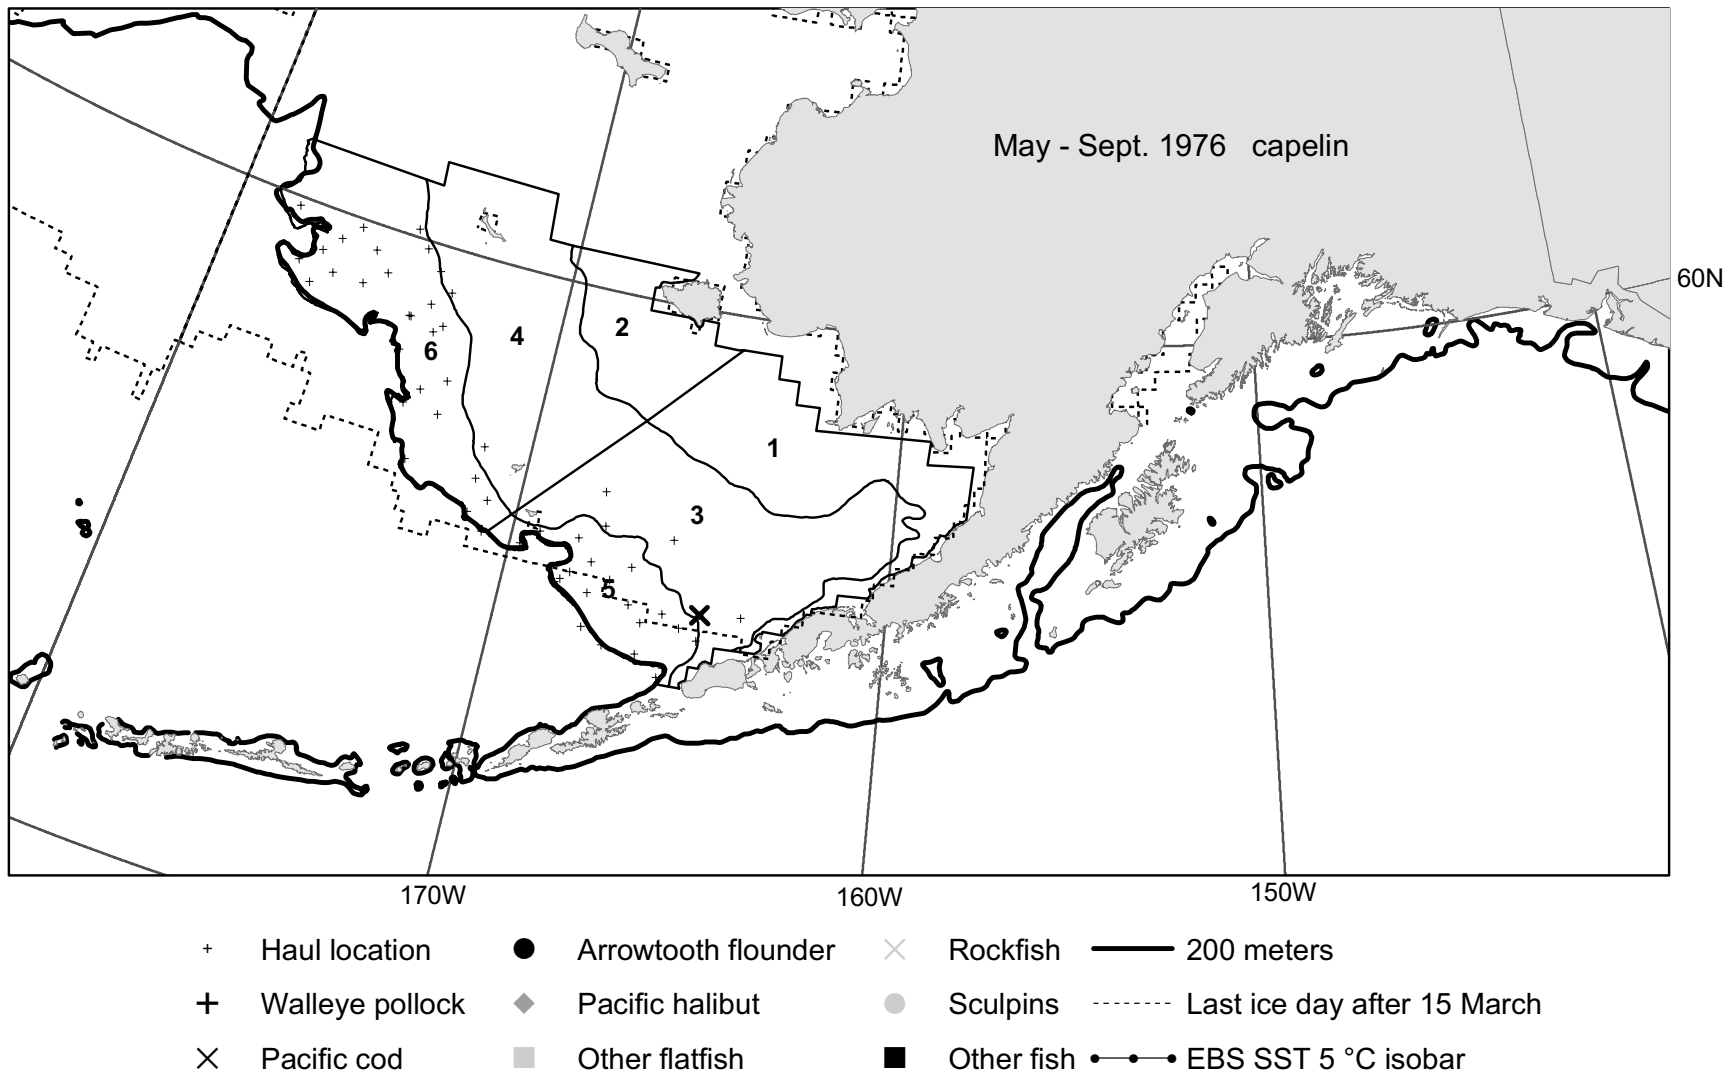 May - Sept. 1976 capelin
60N
2
4
6
1
3
5
170W
160W
150W
Haul location
Arrowtooth flounder
Rockfish
200 meters
Walleye pollock
Pacific halibut
Sculpins
Last ice day after 15 March
Pacific cod
Other flatfish
Other fish
EBS SST 5 °C isobar